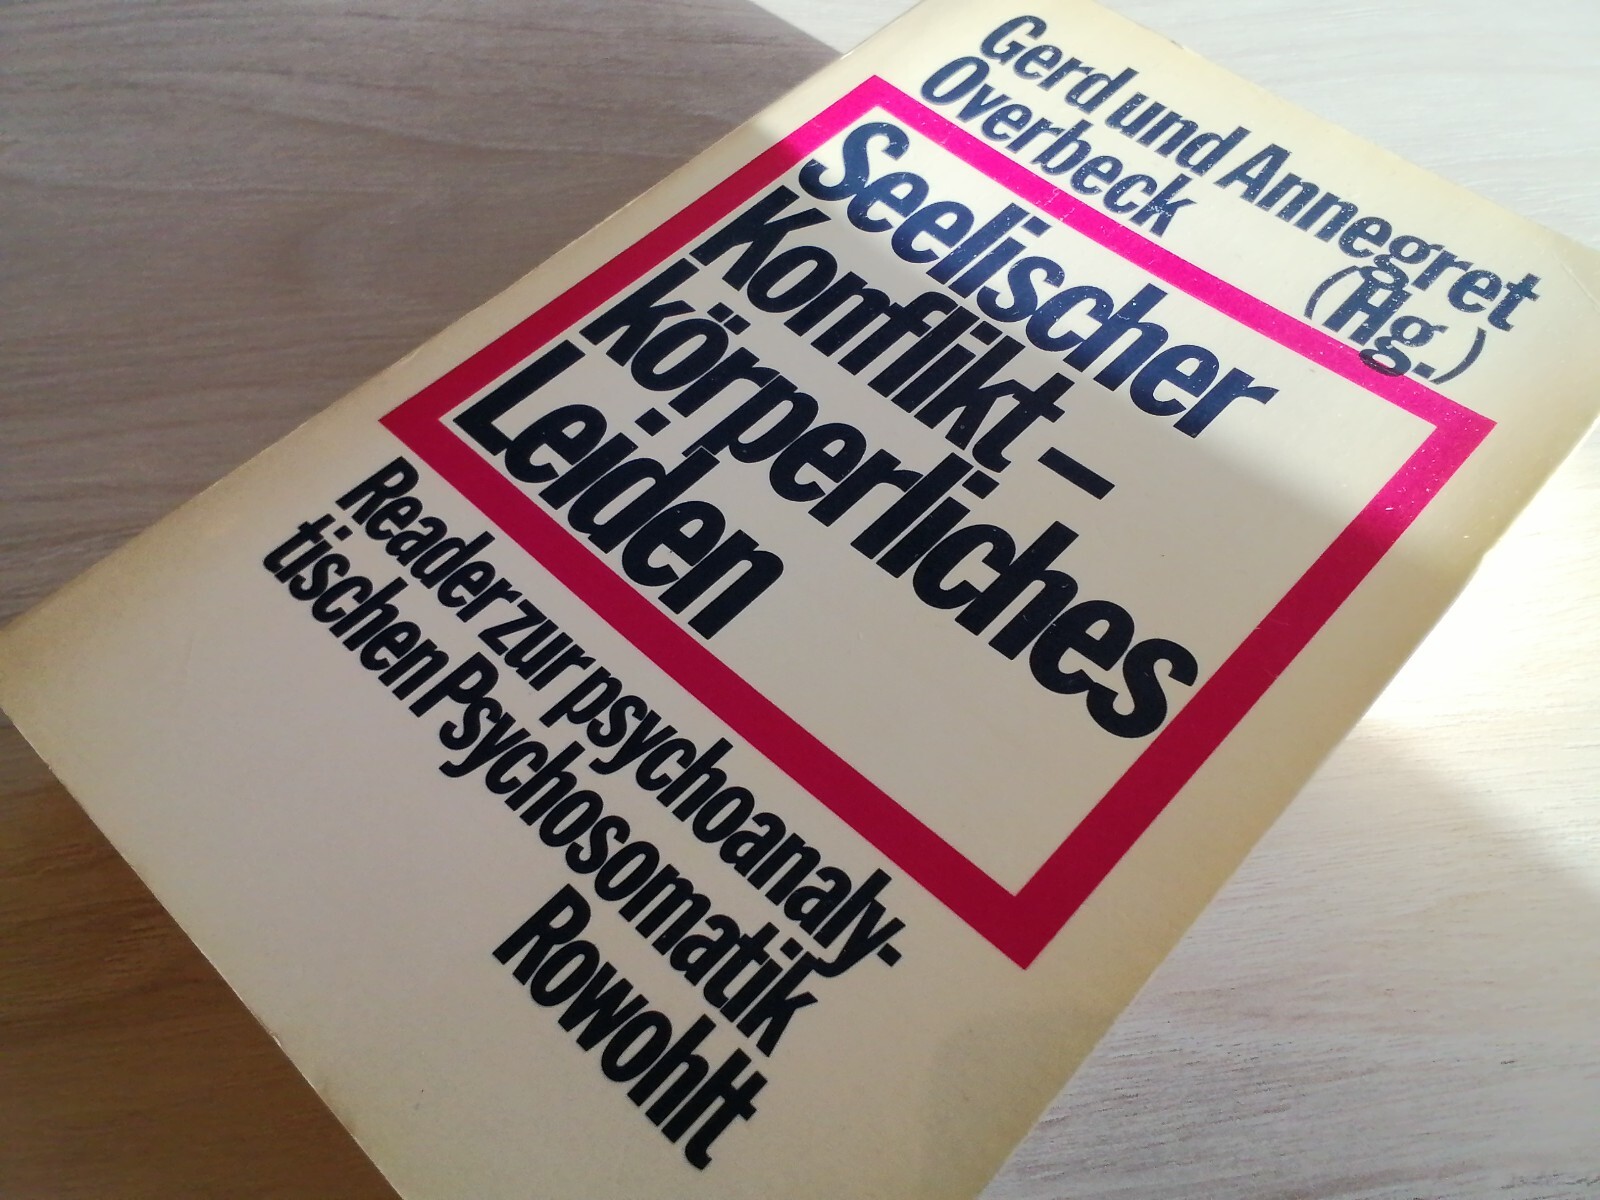 Gerd und Annegret
Overbeck (Hg.)
Seelischer
Konflikt –
körperliches
Leiden
Reader zur psychoanaly-
tischen Psychosomatik
Rowohlt